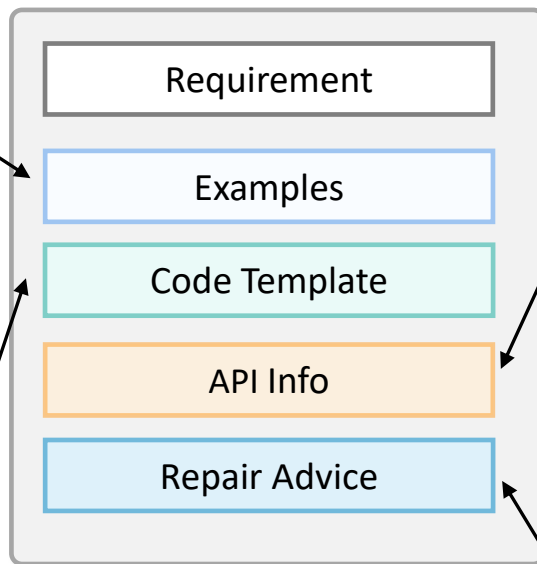 Requirement
Examples
Code Template
API Info
Repair Advice